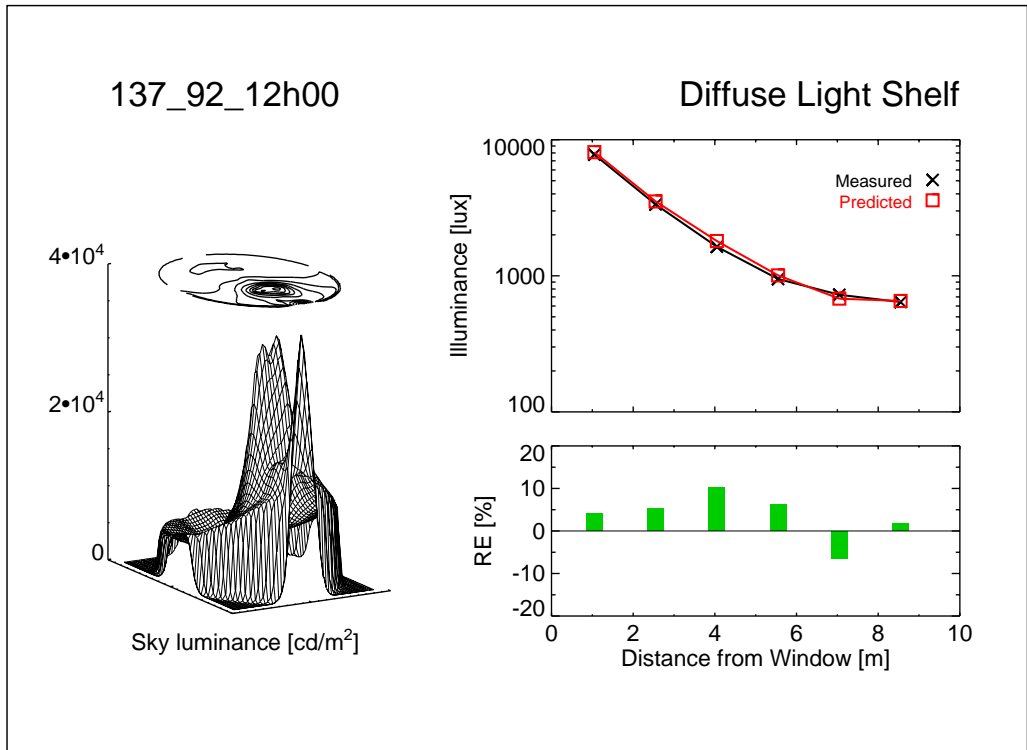 137_92_12h00
Diffuse Light Shelf
4•10⁴
2•10⁴
0
Sky luminance [cd/m²]
10000
1000
100
Illuminance [lux]
Measured
Predicted
20
10
0
-10
-20
RE [%]
0 2 4 6 8 10
Distance from Window [m]